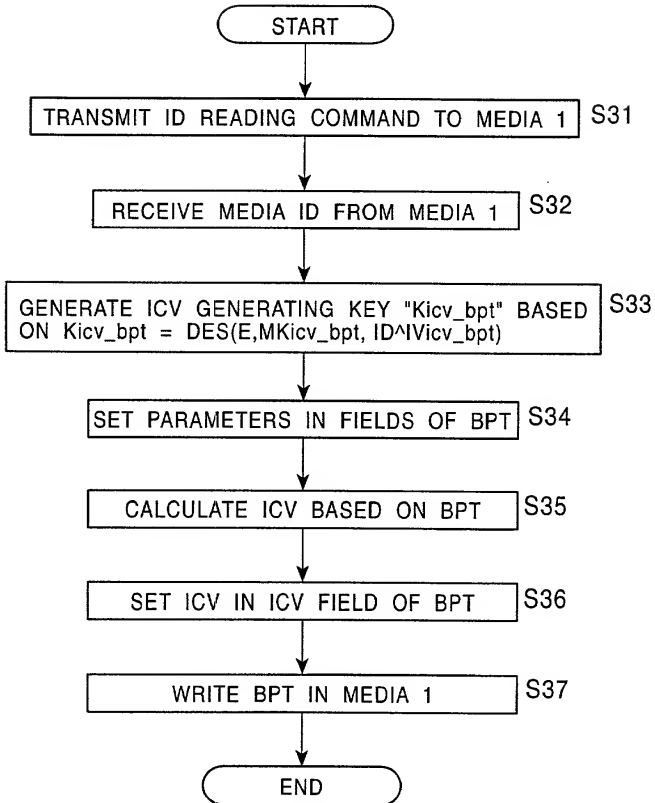 START
TRANSMIT ID READING COMMAND TO MEDIA 1 S31
RECEIVE MEDIA ID FROM MEDIA 1 S32
GENERATE ICV GENERATING KEY "Kicv_bpt" BASED S33
ON Kicv_bpt = DES(E,MKicv_bpt, ID^IVicv_bpt)
SET PARAMETERS IN FIELDS OF BPT S34
CALCULATE ICV BASED ON BPT S35
SET ICV IN ICV FIELD OF BPT S36
WRITE BPT IN MEDIA 1 S37
END